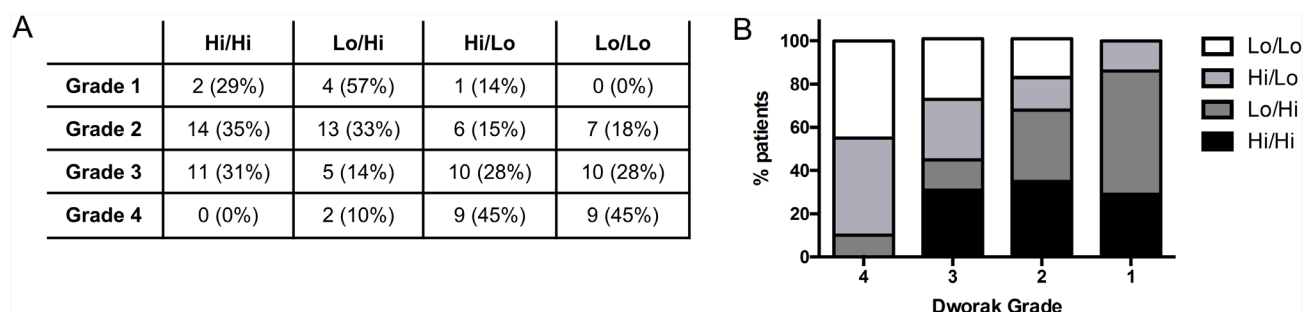 A
Hi/Hi Lo/Hi Hi/Lo Lo/Lo
Grade 1 2 (29%) 4 (57%) 1 (14%) 0 (0%)
Grade 2 14 (35%) 13 (33%) 6 (15%) 7 (18%)
Grade 3 11 (31%) 5 (14%) 10 (28%) 10 (28%)
Grade 4 0 (0%) 2 (10%) 9 (45%) 9 (45%)
B
% patients
100
80
60
40
20
0
4 3 2 1
Dworak Grade
Lo/Lo
Hi/Lo
Lo/Hi
Hi/Hi